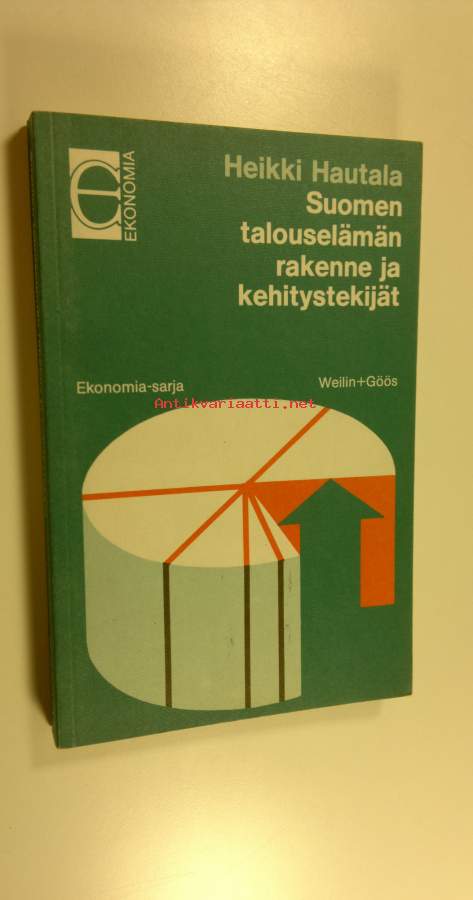 EKONOMIA
Heikki Hautala
Suomen
talouselämän
rakenne ja
kehitystekijät
Ekonomia-sarja
Weilin+Göös
Antikvariaatti.net